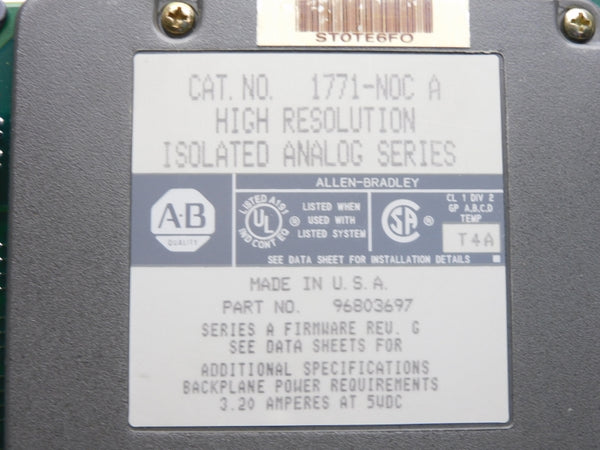 ST0TE6F0
CAT. NO. 1771-NOC A
HIGH RESOLUTION
ISOLATED ANALOG SERIES
ALLEN-BRADLEY
A-B
QUALITY
LISTED A191
UL
IND CONT EQ
®
LISTED WHEN
USED WITH
LISTED SYSTEM
SA
®
CL 1 DIV 2
GP A,B,C,D
TEMP
T4A
SEE DATA SHEET FOR INSTALLATION DETAILS
MADE IN U.S.A.
PART NO. 96803697
SERIES A FIRMWARE REV. G
SEE DATA SHEETS FOR
ADDITIONAL SPECIFICATIONS
BACKPLANE POWER REQUIREMENTS
3.20 AMPERES AT 5VDC